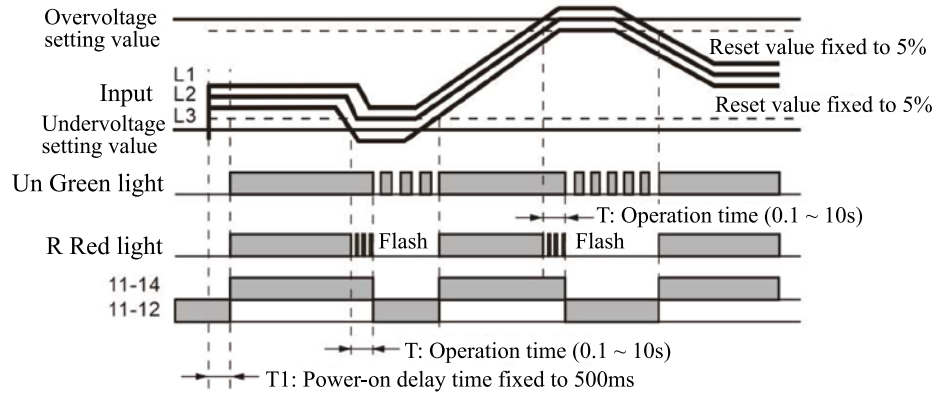 Overvoltage
setting value
Reset value fixed to 5%
L1
Input
L2
L3
Reset value fixed to 5%
Undervoltage
setting value
Un Green light
T: Operation time (0.1 ~ 10s)
R Red light
Flash
Flash
11-14
11-12
T: Operation time (0.1 ~ 10s)
T1: Power-on delay time fixed to 500ms